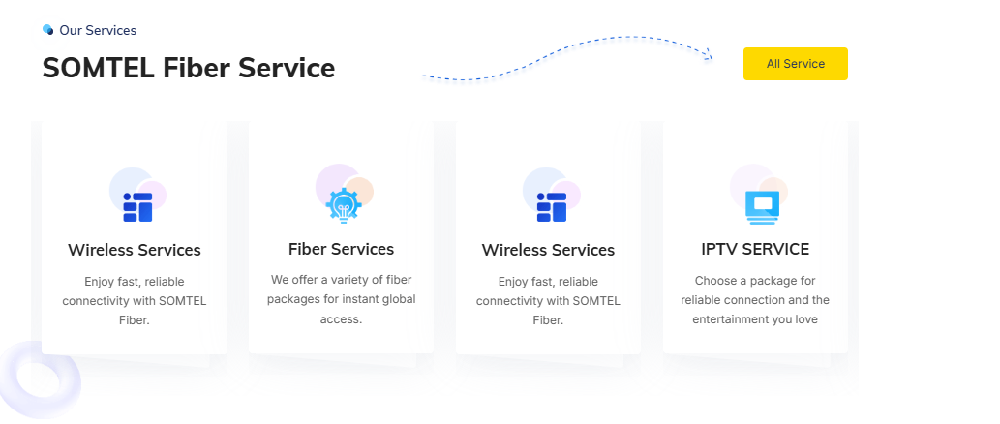 Our Services
SOMTEL Fiber Service
All Service
Wireless Services
Enjoy fast, reliable
connectivity with SOMTEL
Fiber.
Fiber Services
We offer a variety of fiber
packages for instant global
access.
Wireless Services
Enjoy fast, reliable
connectivity with SOMTEL
Fiber.
IPTV SERVICE
Choose a package for
reliable connection and the
entertainment you love